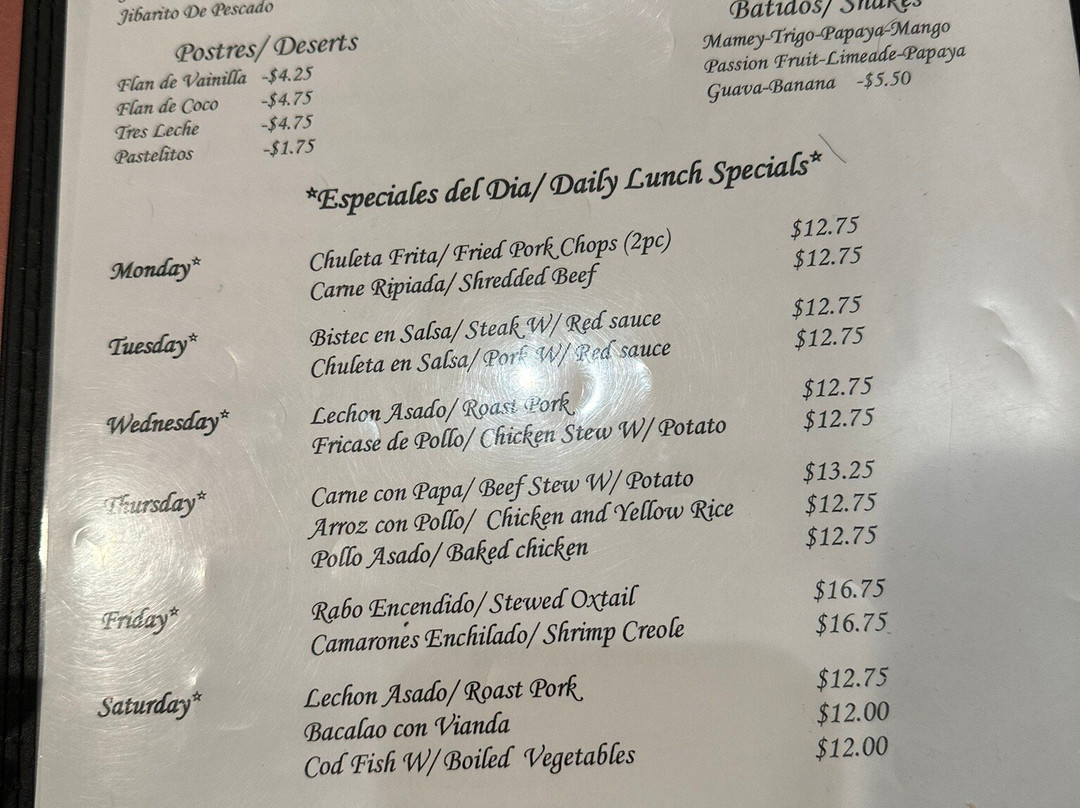 Jibarito De Pescado
Postres/ Deserts
Flan de Vainilla -$4.25
Flan de Coco -$4.75
Tres Leche -$4.75
Pastelitos -$1.75
Batidos/ Shakes
Mamey-Trigo-Papaya-Mango
Passion Fruit-Limeade-Papaya
Guava-Banana -$5.50
*Especiales del Dia/ Daily Lunch Specials*
Monday*
Chuleta Frita/ Fried Pork Chops (2pc) $12.75
Carne Ripiada/ Shredded Beef $12.75
Tuesday*
Bistec en Salsa/ Steak W/ Red sauce $12.75
Chuleta en Salsa/ Pork W/ Red sauce $12.75
Wednesday*
Lechon Asado/ Roast Pork $12.75
Fricase de Pollo/ Chicken Stew W/ Potato $12.75
Thursday*
Carne con Papa/ Beef Stew W/ Potato $13.25
Arroz con Pollo/ Chicken and Yellow Rice $12.75
Pollo Asado/ Baked chicken $12.75
Friday*
Rabo Encendido/ Stewed Oxtail $16.75
Camarones Enchilado/ Shrimp Creole $16.75
Saturday*
Lechon Asado/ Roast Pork $12.75
Bacalao con Vianda $12.00
Cod Fish W/ Boiled Vegetables $12.00